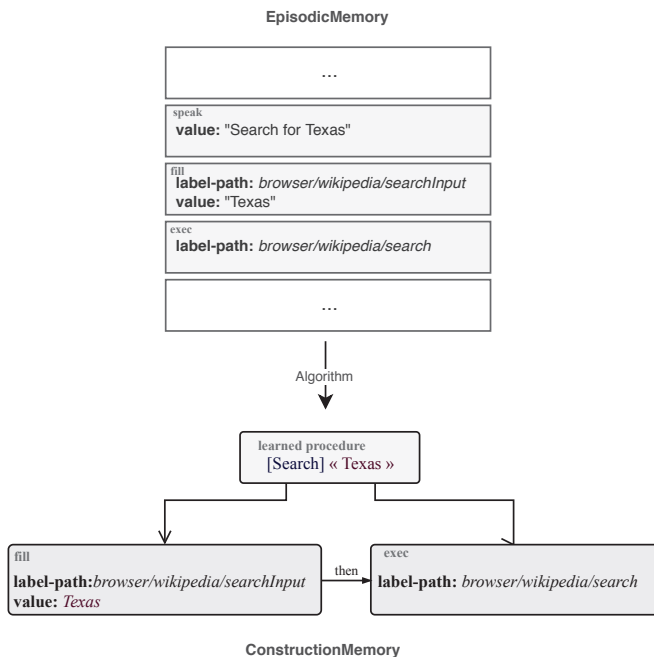 EpisodicMemory
...
speak
value: "Search for Texas"
fill
label-path: browser/wikipedia/searchInput
value: "Texas"
exec
label-path: browser/wikipedia/search
...
Algorithm
learned procedure
[Search] « Texas »
fill
label-path:browser/wikipedia/searchInput
value: Texas
then
exec
label-path: browser/wikipedia/search
ConstructionMemory